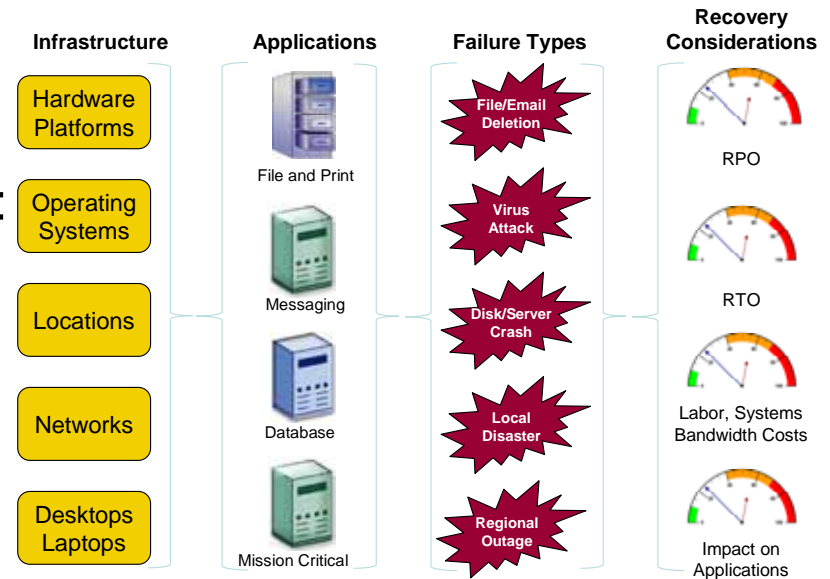 Infrastructure
Applications
Failure Types
Recovery
Considerations
Hardware
Platforms
Operating
Systems
Locations
Networks
Desktops
Laptops
File and Print
Messaging
Database
Mission Critical
File/Email
Deletion
Virus
Attack
Disk/Server
Crash
Local
Disaster
Regional
Outage
RPO
RTO
Labor, Systems
Bandwidth Costs
Impact on
Applications